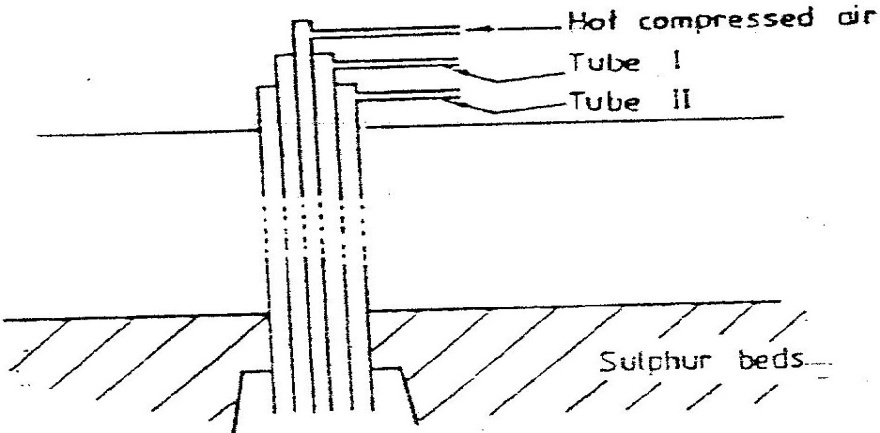 Hot compressed air
Tube I
Tube II
Sulphur beds